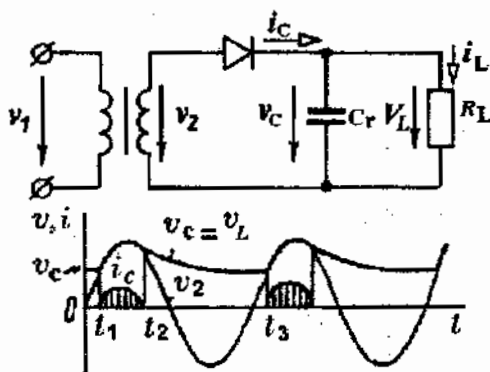 i_C
i_L
v_1
v_2
v_C
C_r
V_L
R_L
v, i
v_C = v_L
v_C
i_C
v_2
0
t_1
t_2
t_3
t